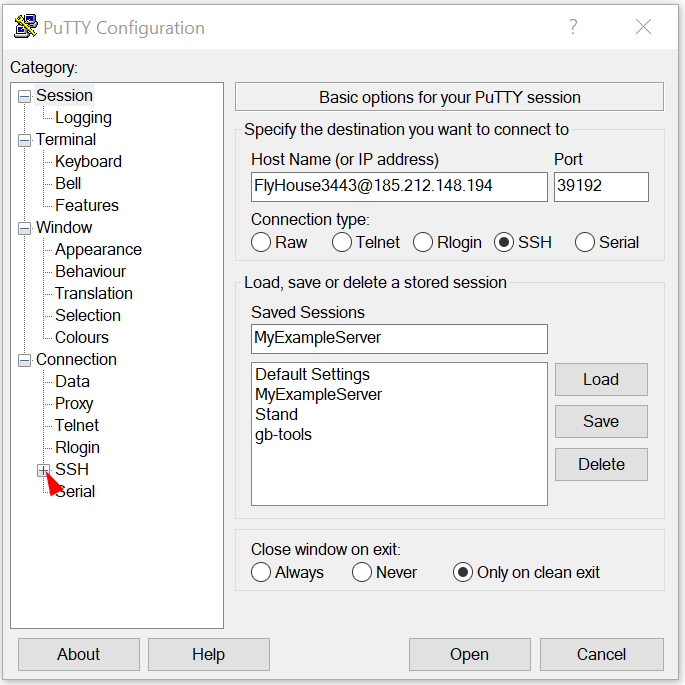 PuTTY Configuration
?
Category:
Session
Logging
Terminal
Keyboard
Bell
Features
Window
Appearance
Behaviour
Translation
Selection
Colours
Connection
Data
Proxy
Telnet
Rlogin
SSH
Serial
Basic options for your PuTTY session
Specify the destination you want to connect to
Host Name (or IP address) Port
FlyHouse3443@185.212.148.194 39192
Connection type:
Raw Telnet Rlogin SSH Serial
Load, save or delete a stored session
Saved Sessions
MyExampleServer
Default Settings
MyExampleServer
Stand
gb-tools
Load
Save
Delete
Close window on exit:
Always Never Only on clean exit
About Help Open Cancel